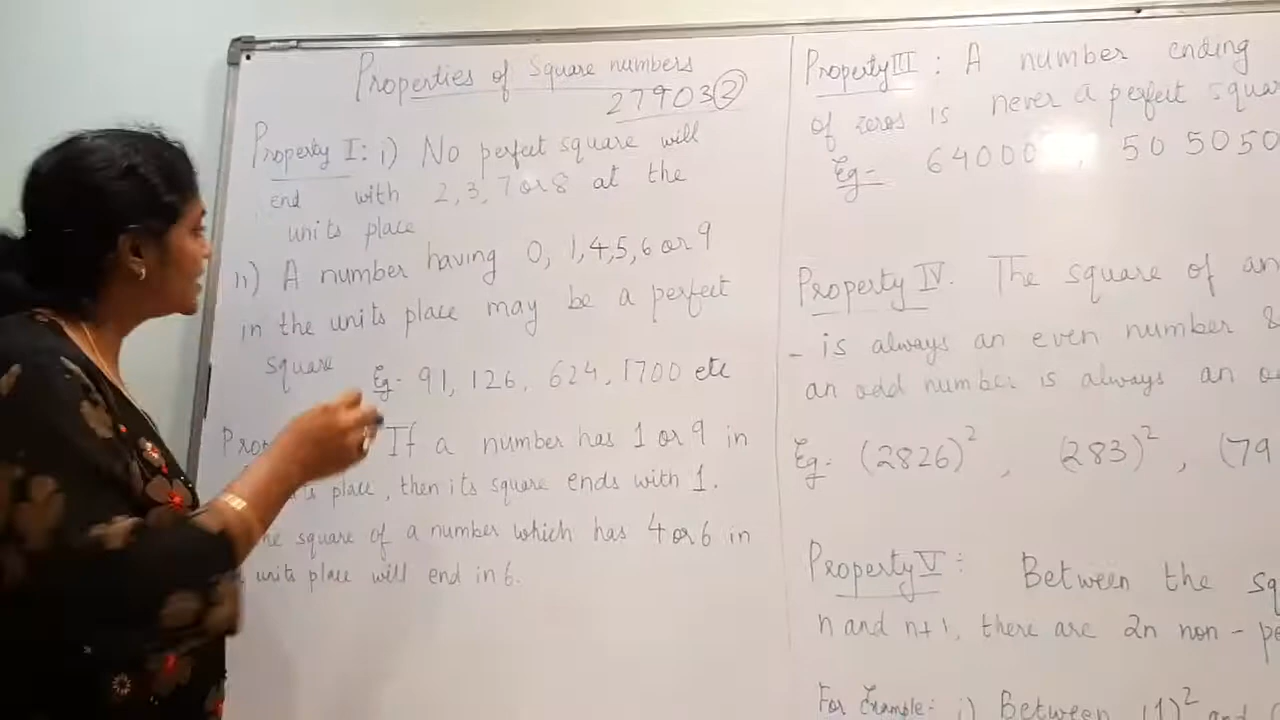 Properties of Square numbers
279032
Property I: i) No perfect square will
end with 2, 3, 7 or 8 at the
units place
ii) A number having 0, 1, 4, 5, 6 or 9
in the units place may be a perfect
square Eg- 91, 126, 624, 1700 etc
If a number has 1 or 9 in
place, then its square ends with 1.
square of a number which has 4 or 6 in
units place will end in 6.
Property III : A number ending
of zeros is never a perfect
Eg- 64000, 505050
Property IV. The square of an
- is always an even number &
an odd number is always an
Eg- (2826)², (283)², (79
Property V : Between the
n and n+1, there are 2n non -
For Example:- i) Between (1)² and